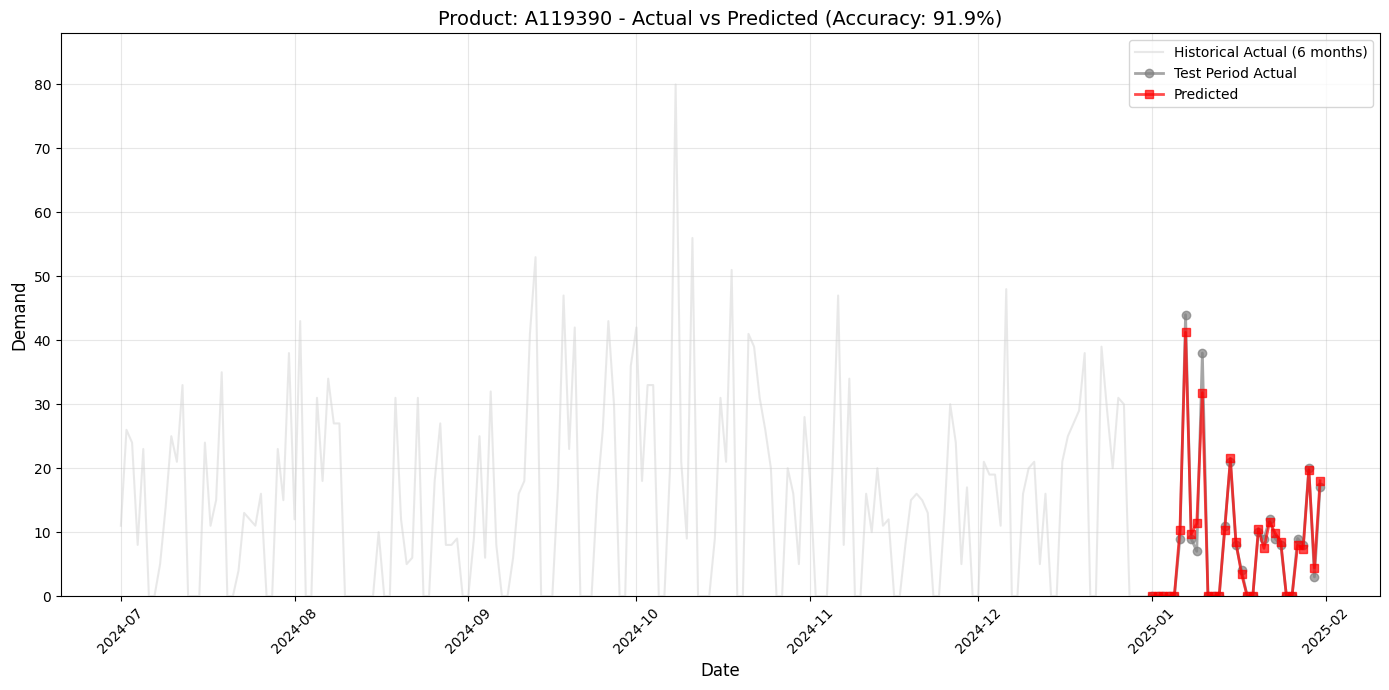 Product: A119390 - Actual vs Predicted (Accuracy: 91.9%)
Historical Actual (6 months)
Test Period Actual
Predicted
80
70
60
50
40
30
20
10
0
Demand
2024-07
2024-08
2024-09
2024-10
2024-11
2024-12
2025-01
2025-02
Date